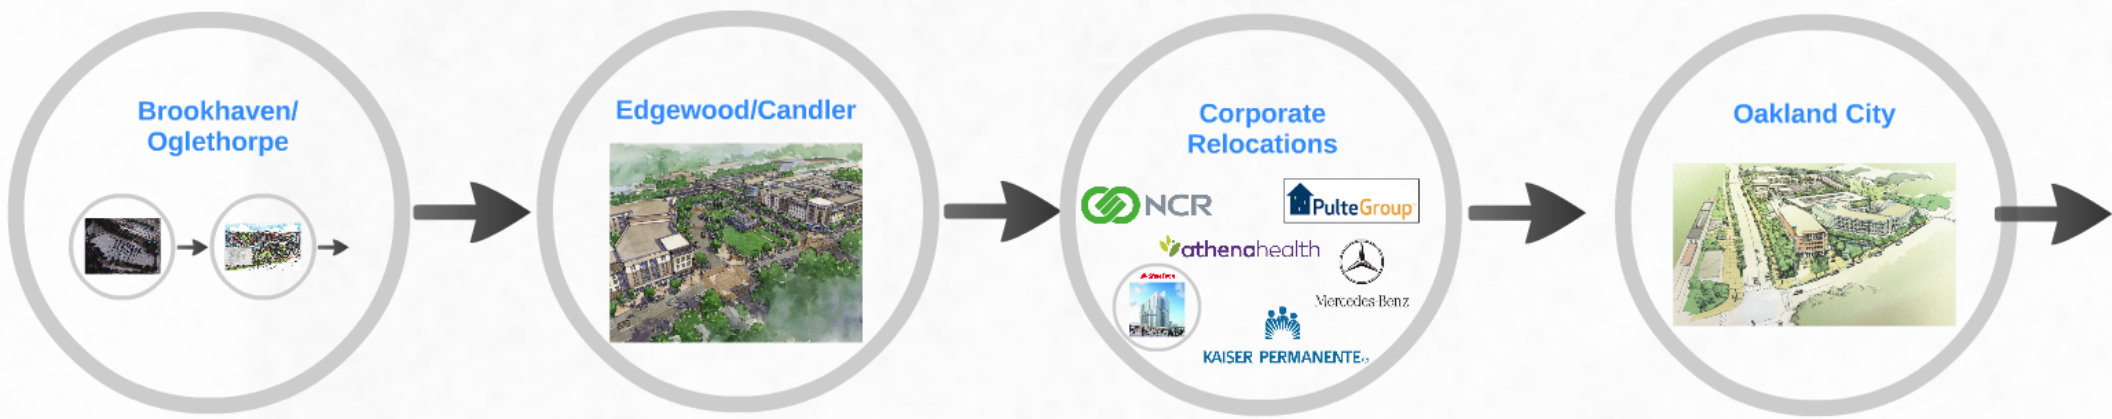 Brookhaven/
Oglethorpe
Edgewood/Candler
Corporate
Relocations
NCR
PulteGroup
athenahealth
Mercedes-Benz
KAISER PERMANENTE
Oakland City